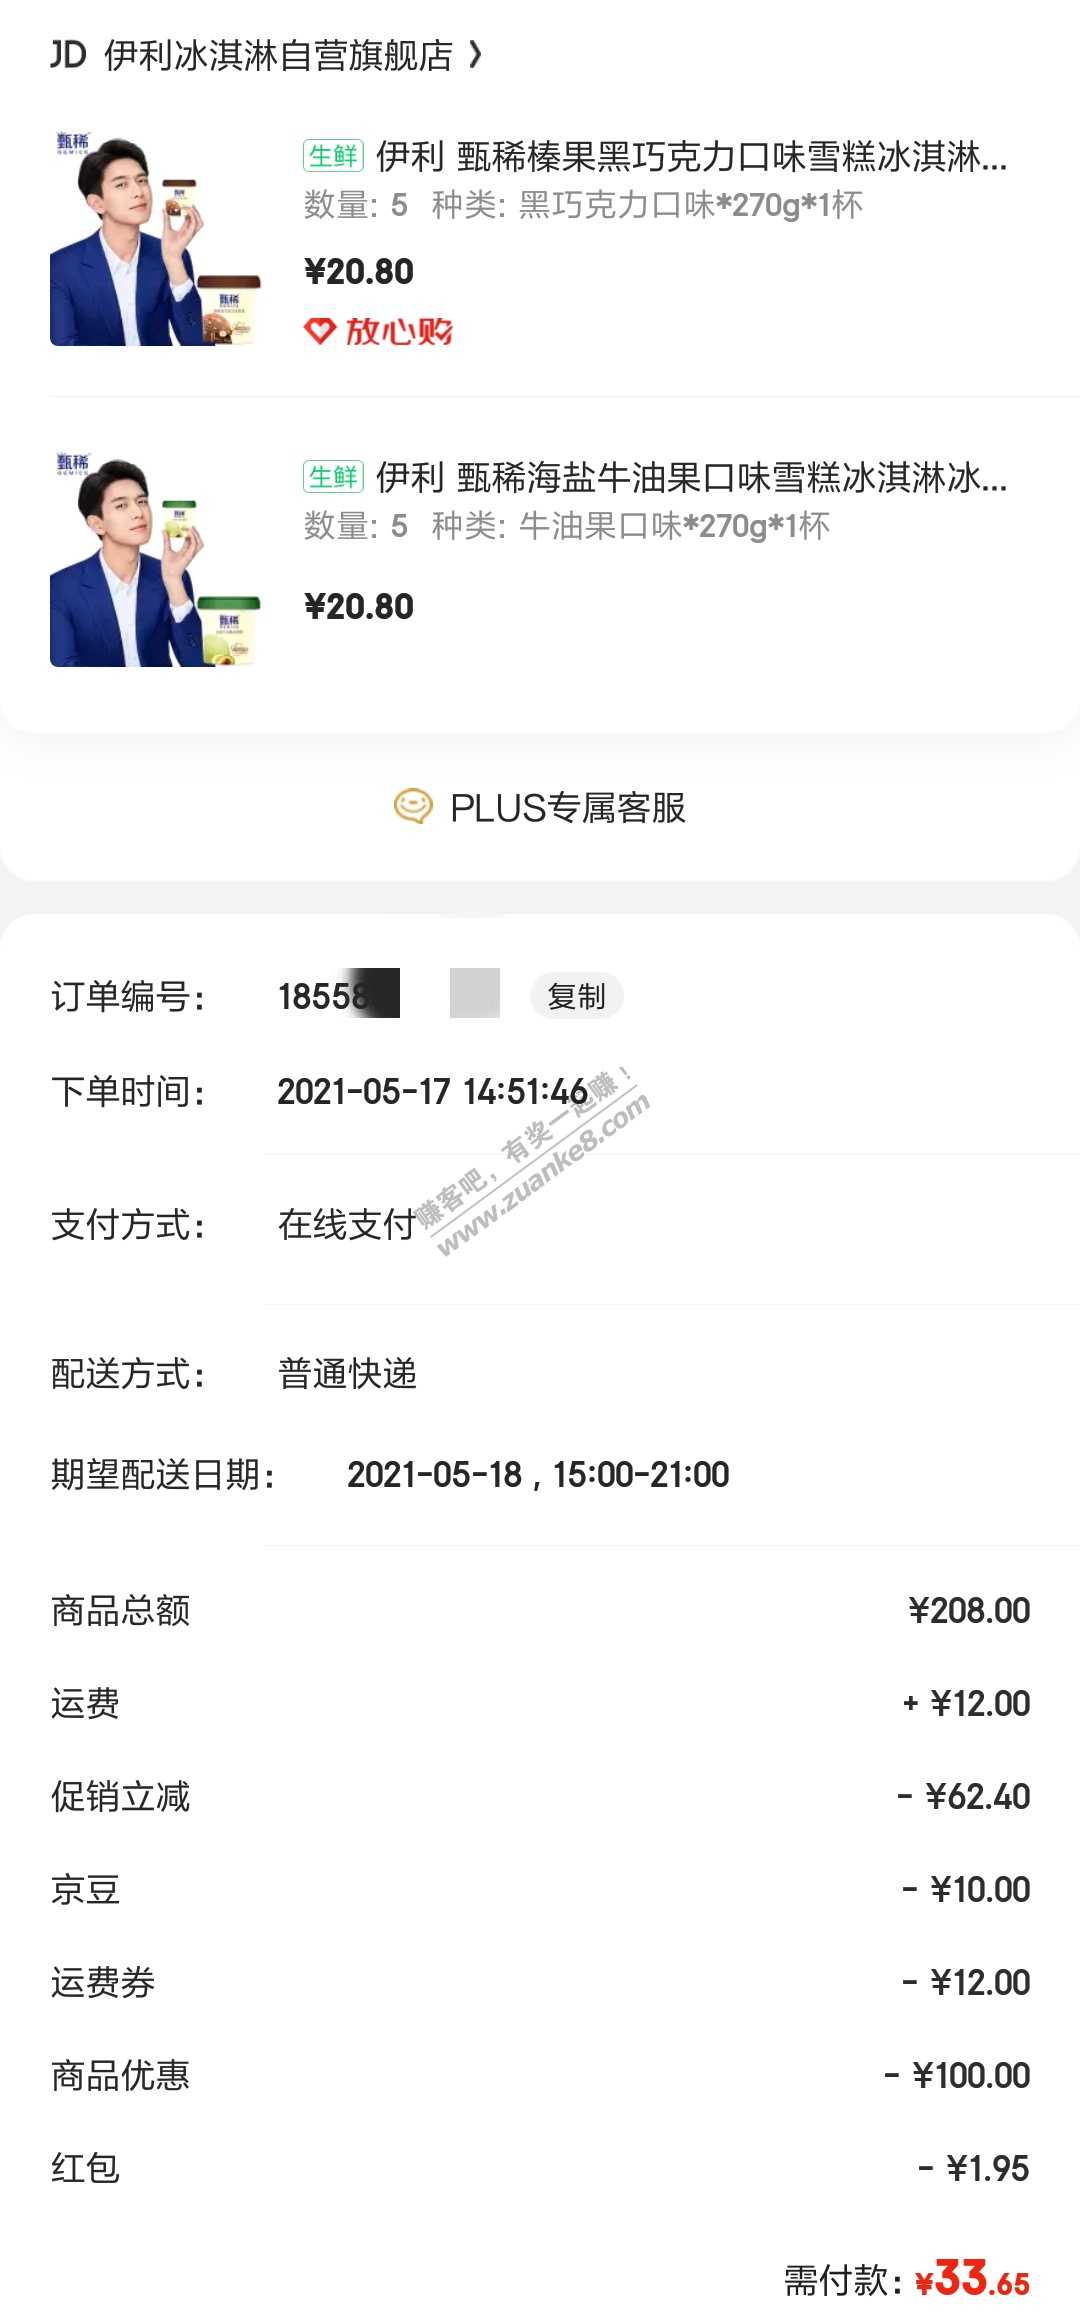 JD 伊利冰淇淋自营旗舰店 》
甄稀
生鲜 伊利 甄稀榛果黑巧克力口味雪糕冰淇淋...
数量: 5 种类: 黑巧克力口味*270g*1杯
¥20.80
放心购
甄稀
生鲜 伊利 甄稀海盐牛油果口味雪糕冰淇淋冰...
数量: 5 种类: 牛油果口味*270g*1杯
¥20.80
PLUS专属客服
订单编号: 18558 复制
下单时间: 2021-05-17 14:51:46
赚客吧，有奖一起赚！
www.zuanke8.com
支付方式: 在线支付
配送方式: 普通快递
期望配送日期: 2021-05-18 , 15:00-21:00
商品总额 ¥208.00
运费 + ¥12.00
促销立减 - ¥62.40
京豆 - ¥10.00
运费券 - ¥12.00
商品优惠 - ¥100.00
红包 - ¥1.95
需付款: ¥33.65